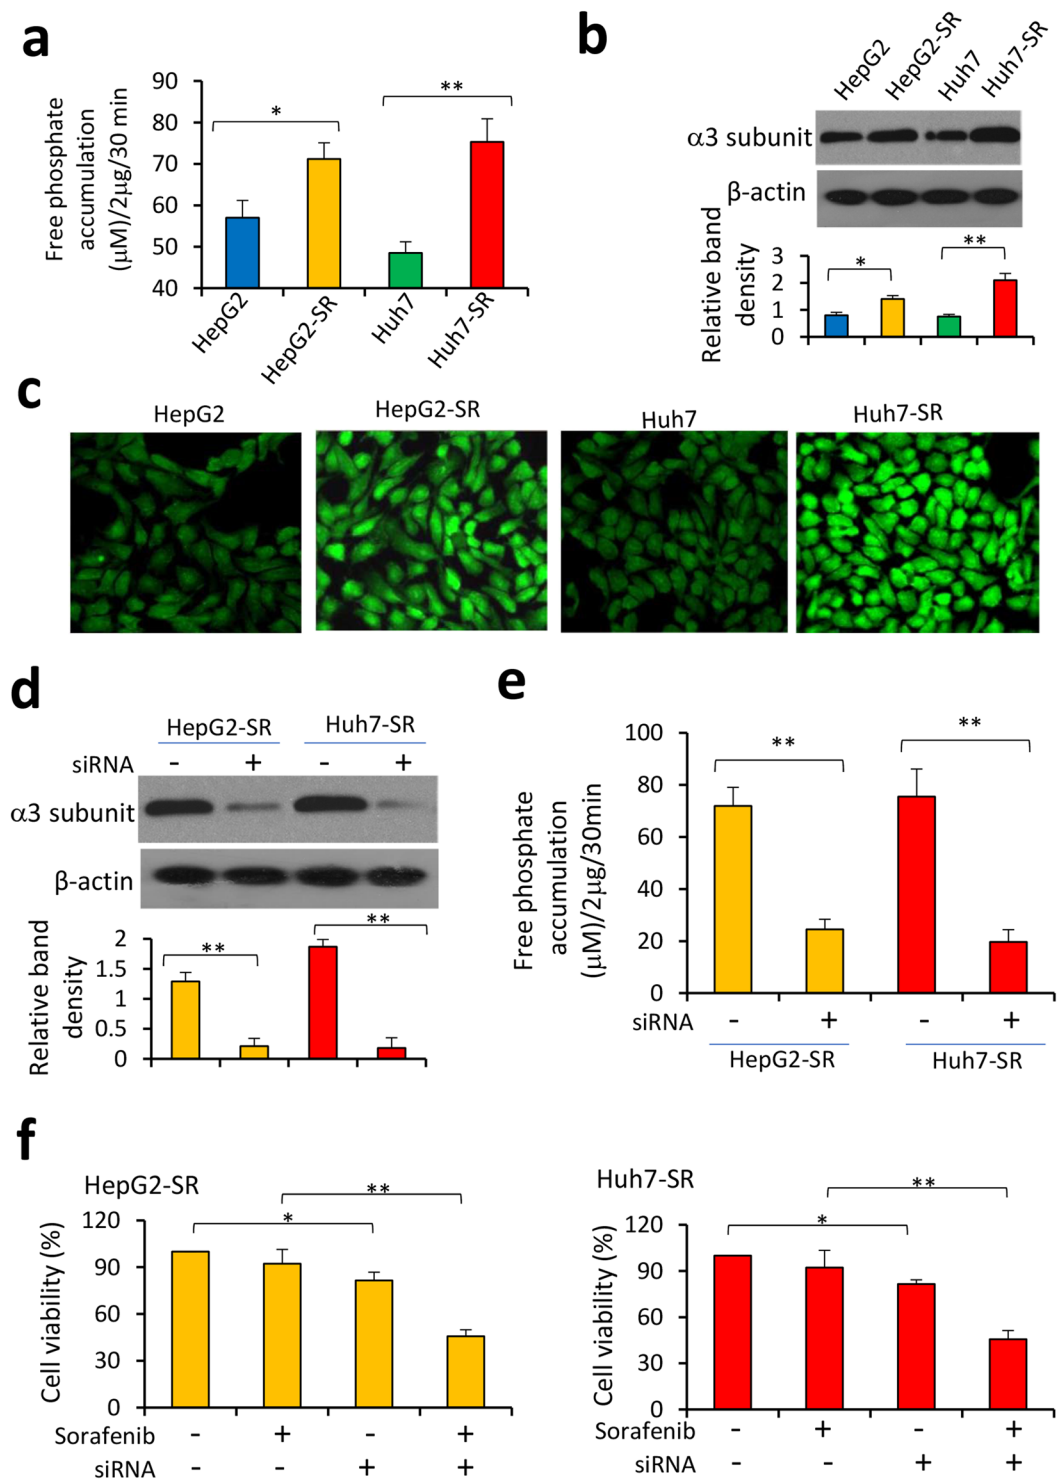 a
Free phosphate
accumulation
(μM)/2μg/30 min
90
80
70
60
50
40
*
**
HepG2
HepG2-SR
Huh7
Huh7-SR
b
HepG2
HepG2-SR
Huh7
Huh7-SR
α3 subunit
β-actin
Relative band
density
3
2
1
0
*
**
c
HepG2
HepG2-SR
Huh7
Huh7-SR
d
HepG2-SR
Huh7-SR
siRNA - + - +
α3 subunit
β-actin
Relative band
density
2
1.5
1
0.5
0
**
**
e
Free phosphate
accumulation
(μM)/2μg/30min
100
80
60
40
20
0
**
**
siRNA - + - +
HepG2-SR
Huh7-SR
f
HepG2-SR
Cell viability (%)
120
90
60
30
0
*
**
Sorafenib - + - +
siRNA - - + +
Huh7-SR
Cell viability (%)
120
90
60
30
0
*
**
Sorafenib - + - +
siRNA - - + +